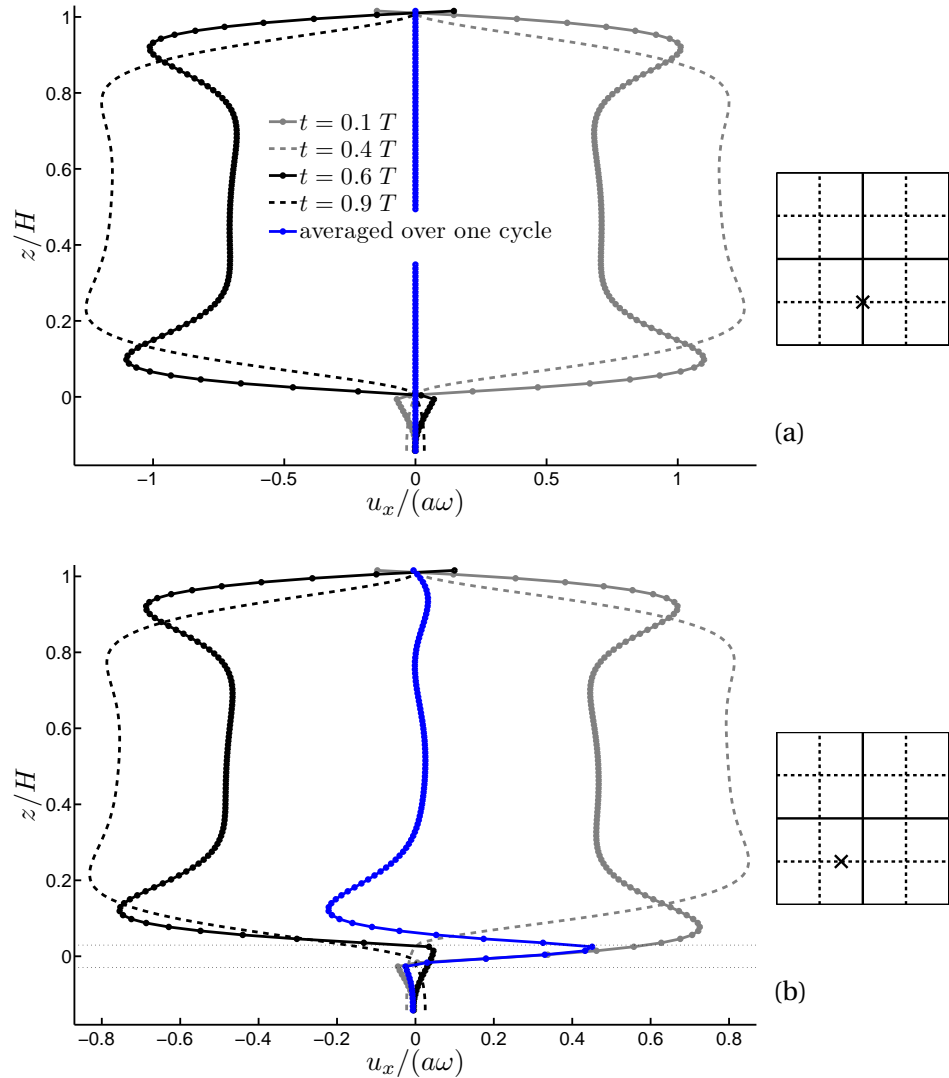 1
0.8
0.6
0.4
0.2
0
z/H
t = 0.1 T
t = 0.4 T
t = 0.6 T
t = 0.9 T
averaged over one cycle
−1
−0.5
0
0.5
1
u_x/(aω)
(a)
1
0.8
0.6
0.4
0.2
0
z/H
−0.8
−0.6
−0.4
−0.2
0
0.2
0.4
0.6
0.8
u_x/(aω)
(b)